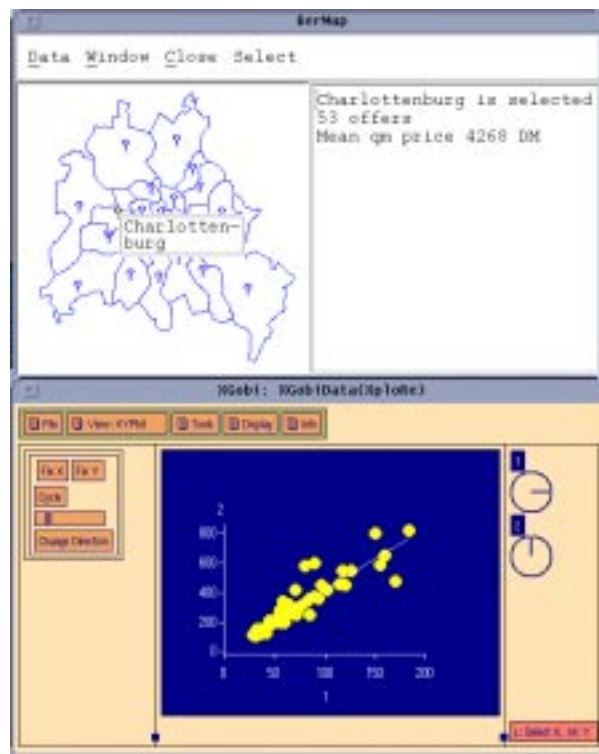 BerMap
Data Window Close Select
Charlottenburg is selected
53 offers
Mean qm price 4268 DM
Charlotten-
burg
XGobi: XGobiData(XploRe)
File View: XYPlot Tools Display Info
Fix X Fix Y
Cycle
Change Direction
1
2
2
800
600
400
200
0
0 50 100 150 200
1
L: Select X, M: Y